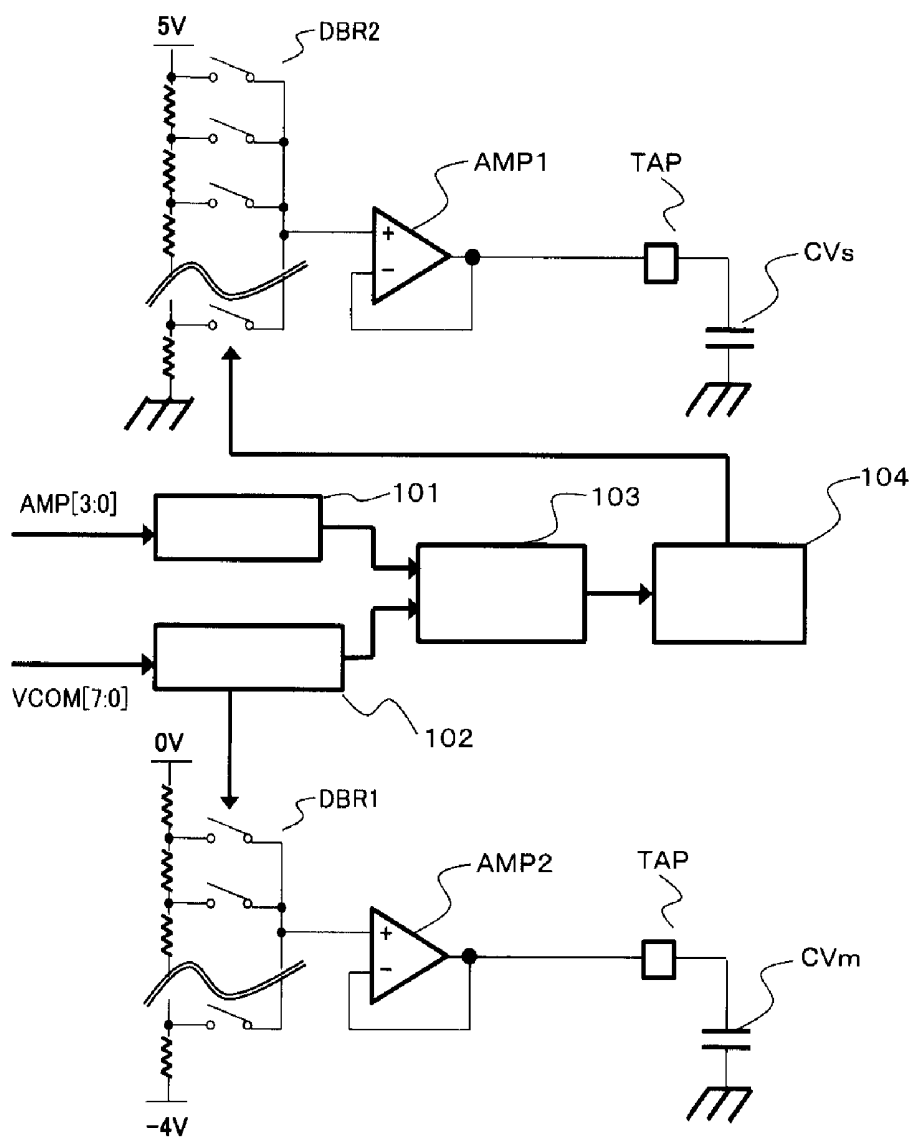 5V
DBR2
AMP1
TAP
CVs
AMP[3:0]
101
103
104
VCOM[7:0]
102
0V
DBR1
AMP2
TAP
CVm
-4V
+
−
+
−